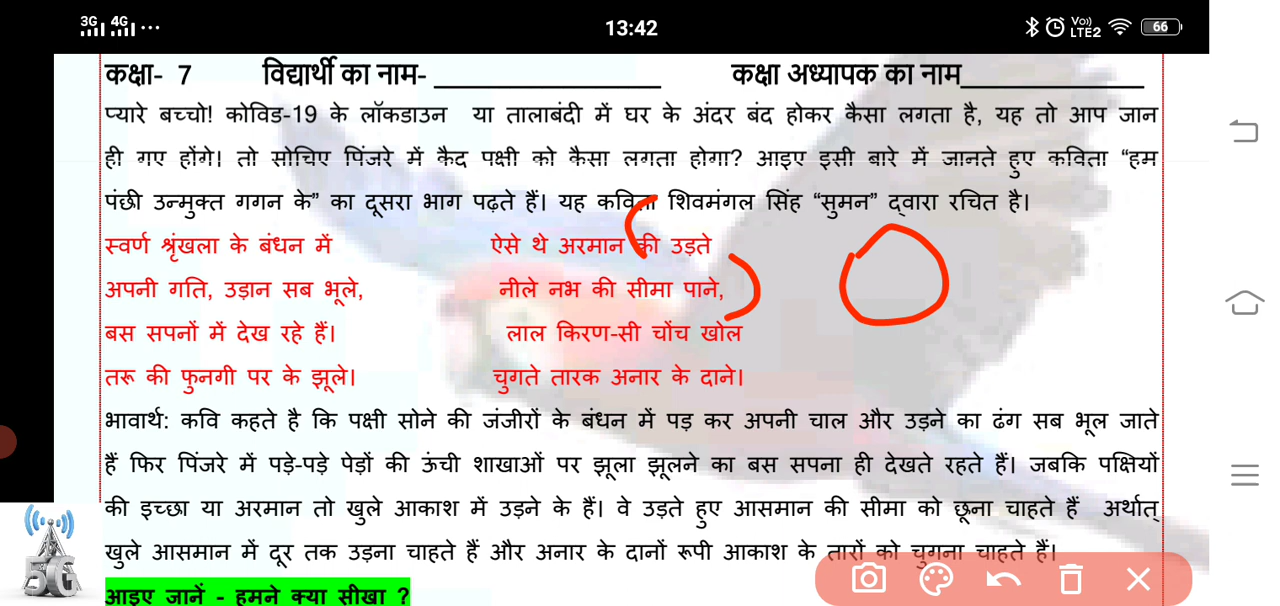 3G 4G ... 13:42 Vo)) LTE2 66
कक्षा- 7 विद्यार्थी का नाम-_______________ कक्षा अध्यापक का नाम______________
प्यारे बच्चो! कोविड-19 के लॉकडाउन या तालाबंदी में घर के अंदर बंद होकर कैसा लगता है, यह तो आप जान
ही गए होंगे। तो सोचिए पिंजरे में कैद पक्षी को कैसा लगता होगा? आइए इसी बारे में जानते हुए कविता “हम
पंछी उन्मुक्त गगन के” का दूसरा भाग पढ़ते हैं। यह कविता शिवमंगल सिंह “सुमन” द्वारा रचित है।
स्वर्ण श्रृंखला के बंधन में ऐसे थे अरमान की उड़ते
अपनी गति, उड़ान सब भूले, नीले नभ की सीमा पाने,
बस सपनों में देख रहे हैं। लाल किरण-सी चोंच खोल
तरू की फुनगी पर के झूले। चुगते तारक अनार के दाने।
भावार्थ: कवि कहते है कि पक्षी सोने की जंजीरों के बंधन में पड़ कर अपनी चाल और उड़ने का ढंग सब भूल जाते
हैं फिर पिंजरे में पड़े-पड़े पेड़ों की ऊंची शाखाओं पर झूला झूलने का बस सपना ही देखते रहते हैं। जबकि पक्षियों
की इच्छा या अरमान तो खुले आकाश में उड़ने के हैं। वे उड़ते हुए आसमान की सीमा को छूना चाहते हैं अर्थात्
खुले आसमान में दूर तक उड़ना चाहते हैं और अनार के दानों रूपी आकाश के तारों को चुगना चाहते हैं।
आइए जानें - हमने क्या सीखा ?
5G